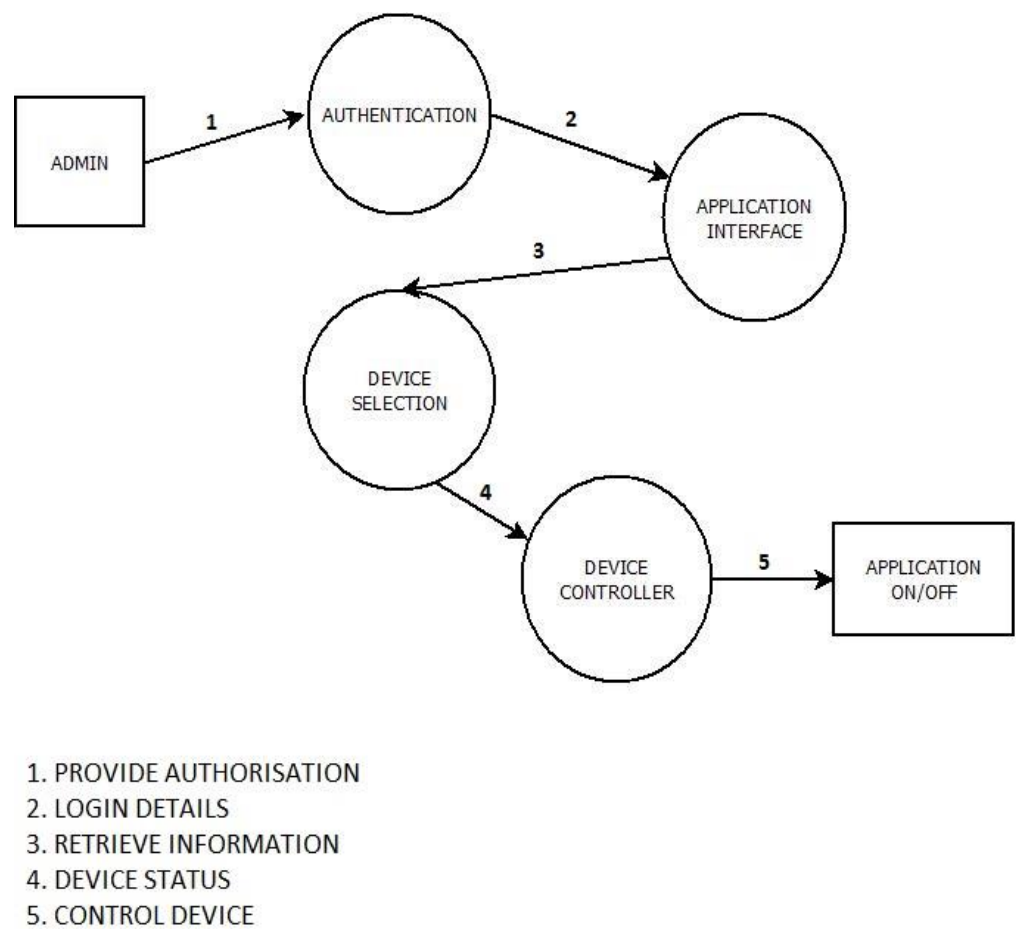 ADMIN
1
AUTHENTICATION
2
APPLICATION
INTERFACE
3
DEVICE
SELECTION
4
DEVICE
CONTROLLER
5
APPLICATION
ON/OFF
1. PROVIDE AUTHORISATION
2. LOGIN DETAILS
3. RETRIEVE INFORMATION
4. DEVICE STATUS
5. CONTROL DEVICE